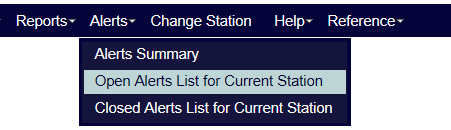 Reports Alerts Change Station Help Reference
Alerts Summary
Open Alerts List for Current Station
Closed Alerts List for Current Station